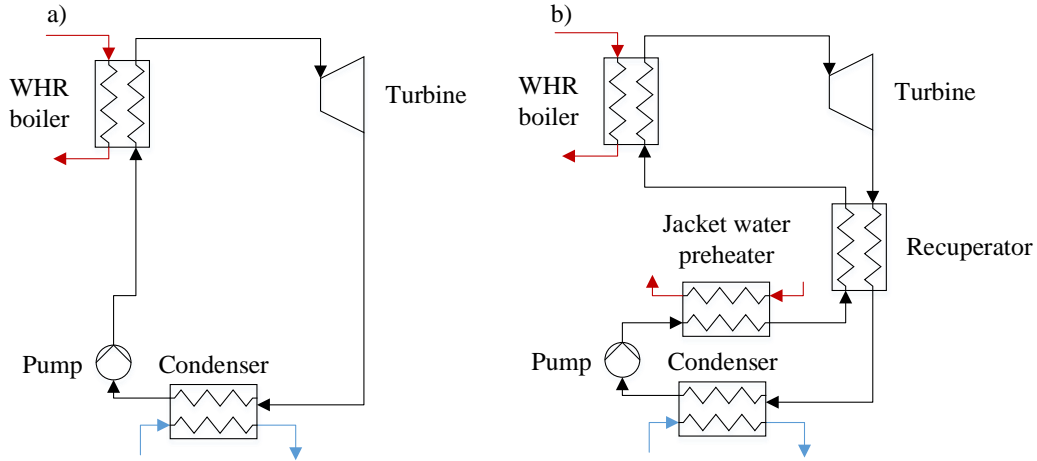 a)
WHR
boiler
Turbine
Pump
Condenser
b)
WHR
boiler
Turbine
Recuperator
Jacket water
preheater
Pump
Condenser